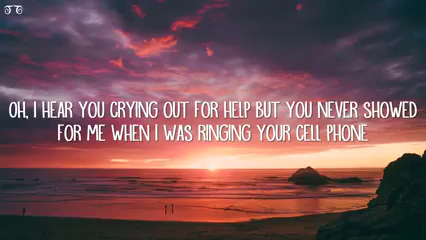 OH, I HEAR YOU CRYING OUT FOR HELP BUT YOU NEVER SHOWED
FOR ME WHEN I WAS RINGING YOUR CELL PHONE